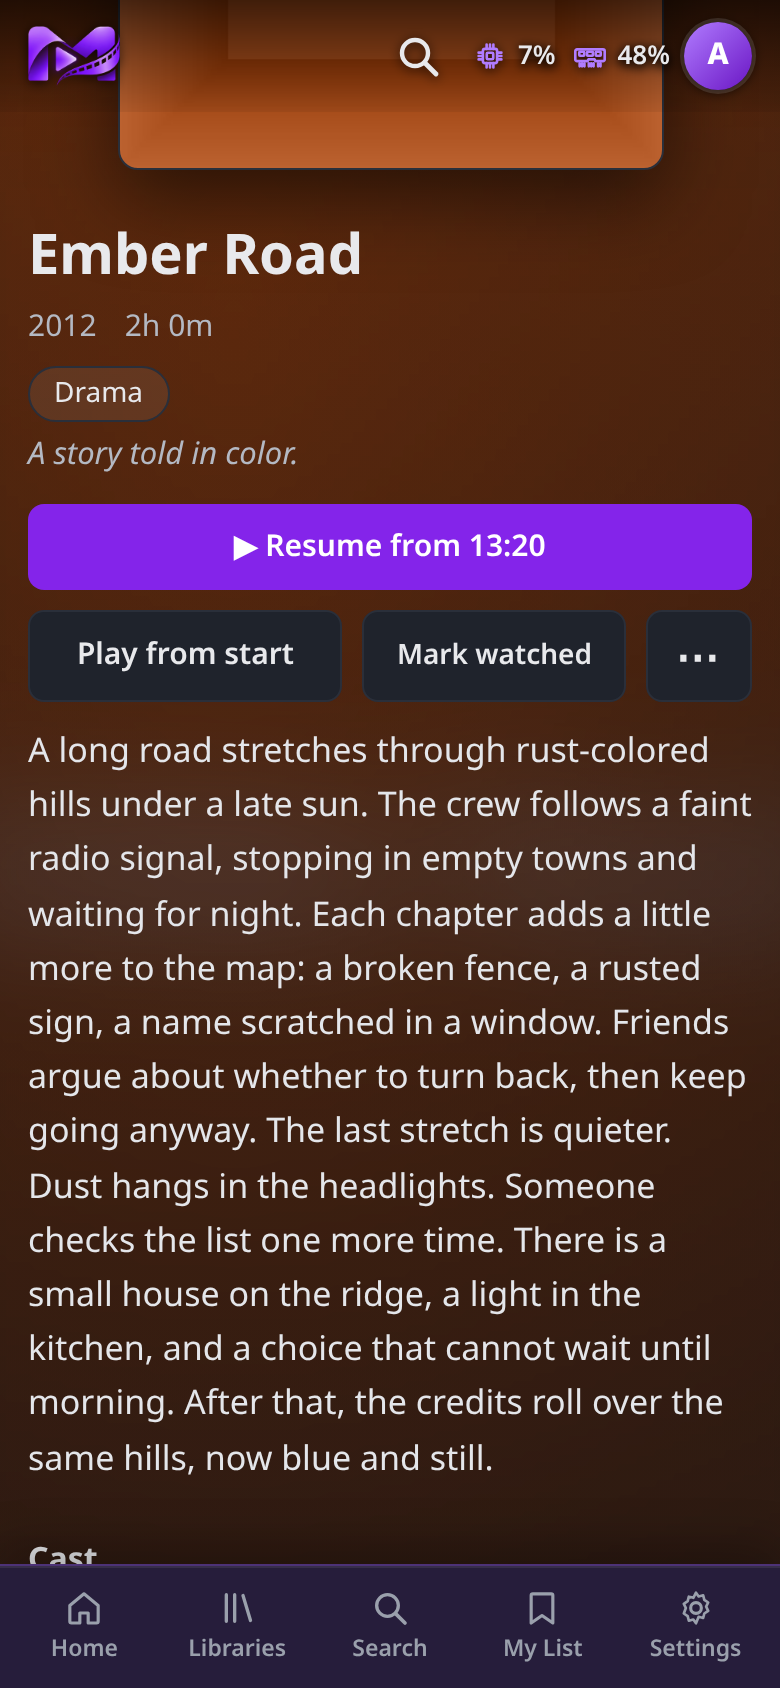 7% 48% A
Ember Road
2012 2h 0m
Drama
A story told in color.
▶ Resume from 13:20
Play from start Mark watched ...
A long road stretches through rust-colored
hills under a late sun. The crew follows a faint
radio signal, stopping in empty towns and
waiting for night. Each chapter adds a little
more to the map: a broken fence, a rusted
sign, a name scratched in a window. Friends
argue about whether to turn back, then keep
going anyway. The last stretch is quieter.
Dust hangs in the headlights. Someone
checks the list one more time. There is a
small house on the ridge, a light in the
kitchen, and a choice that cannot wait until
morning. After that, the credits roll over the
same hills, now blue and still.
Cast
Home Libraries Search My List Settings